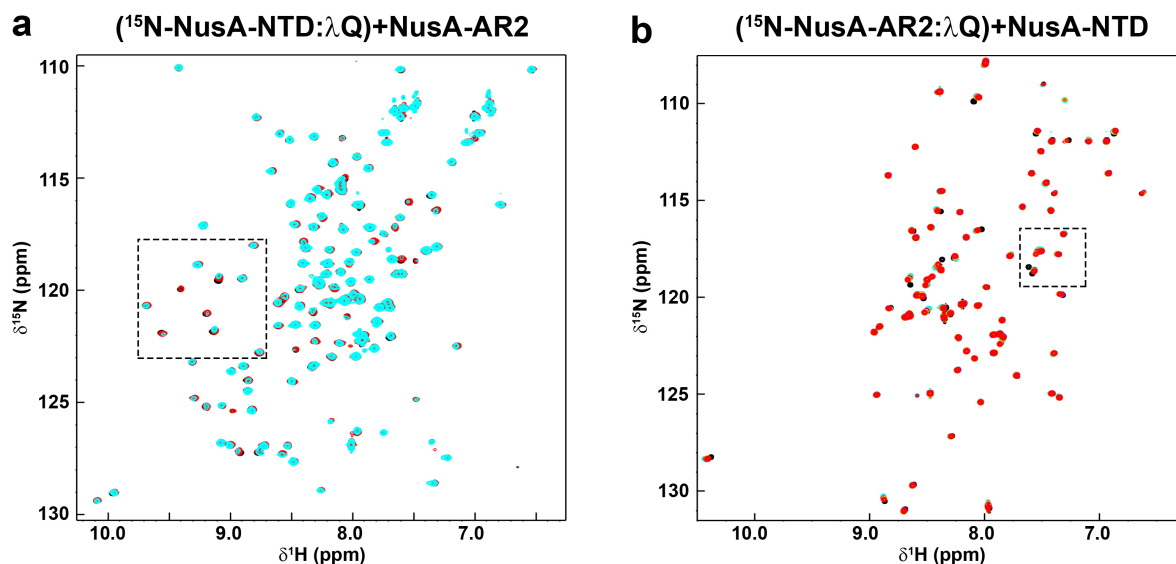 a
(¹⁵N-NusA-NTD:λQ)+NusA-AR2
110
115
120
125
130
δ¹⁵N (ppm)
10.0 9.0 8.0 7.0
δ¹H (ppm)
b
(¹⁵N-NusA-AR2:λQ)+NusA-NTD
110
115
120
125
130
δ¹⁵N (ppm)
10.0 9.0 8.0 7.0
δ¹H (ppm)